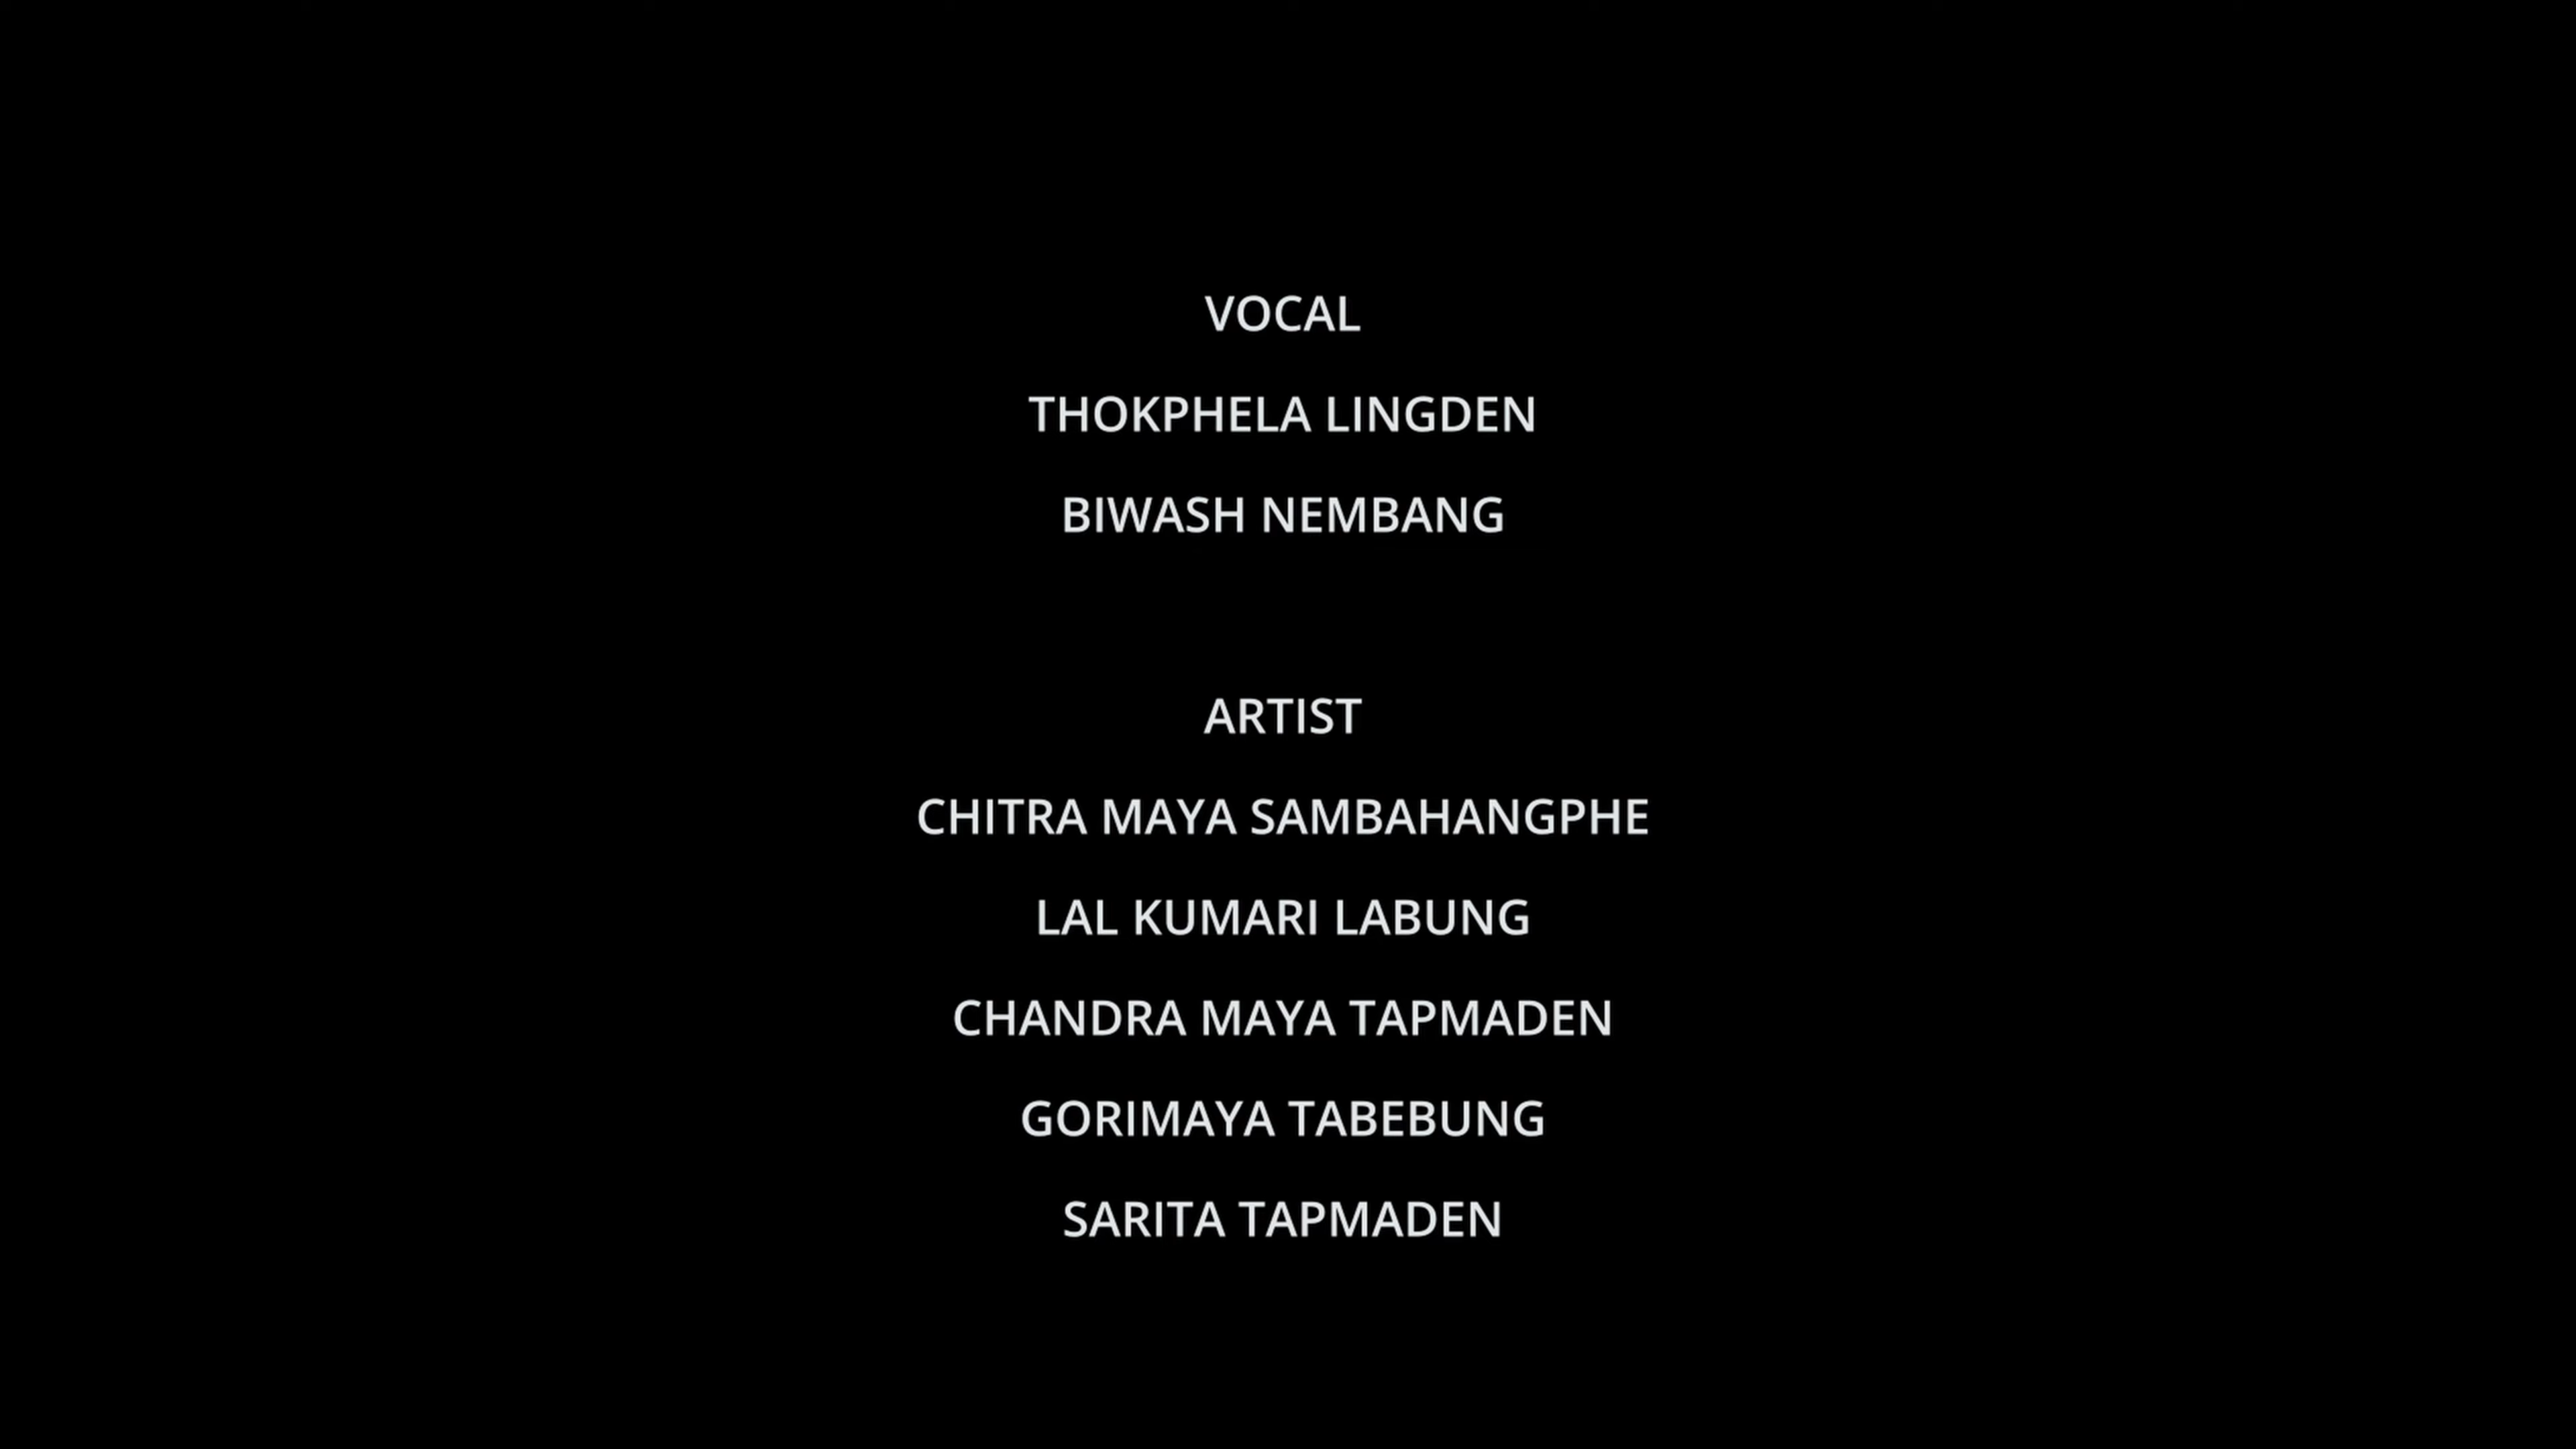 VOCAL
THOKPHELA LINGDEN
BIWASH NEMBANG
ARTIST
CHITRA MAYA SAMBAHANGPHE
LAL KUMARI LABUNG
CHANDRA MAYA TAPMADEN
GORIMAYA TABEBUNG
SARITA TAPMADEN